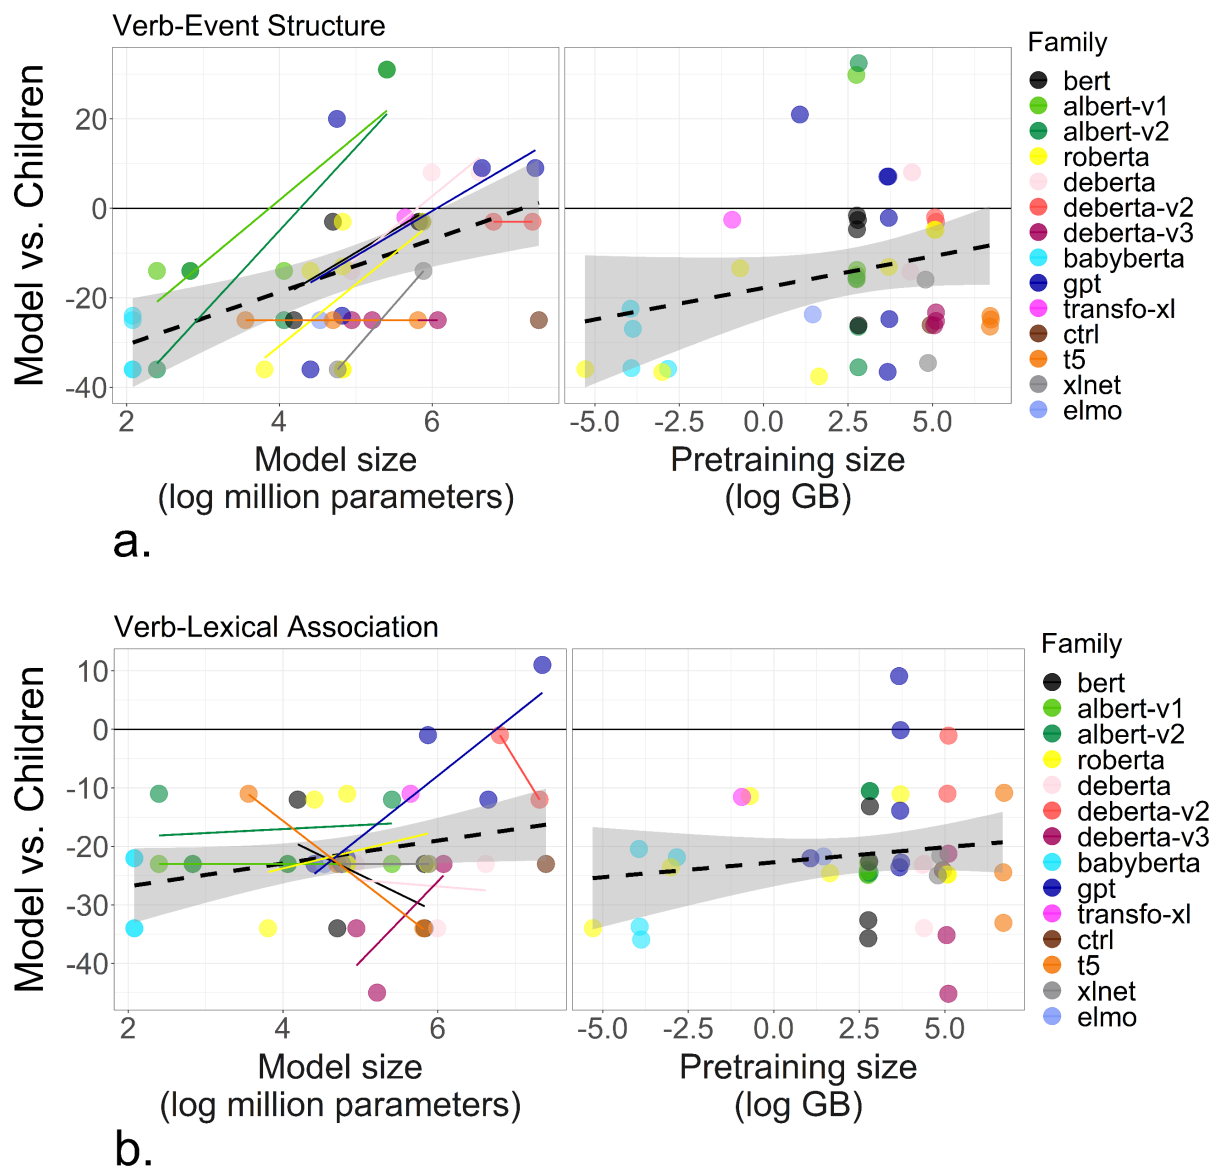 Verb-Event Structure
Model vs. Children
20
0
-20
-40
2
4
6
-5.0
-2.5
0.0
2.5
5.0
Model size
(log million parameters)
Pretraining size
(log GB)
Family
bert
albert-v1
albert-v2
roberta
deberta
deberta-v2
deberta-v3
babyberta
gpt
transfo-xl
ctrl
t5
xlnet
elmo
a.
Verb-Lexical Association
Model vs. Children
10
0
-10
-20
-30
-40
2
4
6
-5.0
-2.5
0.0
2.5
5.0
Model size
(log million parameters)
Pretraining size
(log GB)
Family
bert
albert-v1
albert-v2
roberta
deberta
deberta-v2
deberta-v3
babyberta
gpt
transfo-xl
ctrl
t5
xlnet
elmo
b.